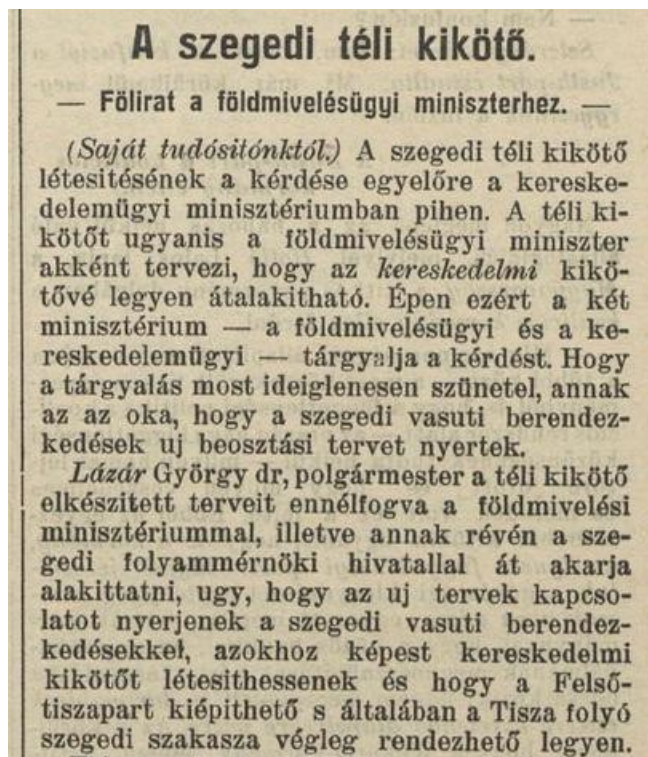 A szegedi téli kikötő.
— Fölirat a földmivelésügyi miniszterhez. —
(Saját tudósitónktól.) A szegedi téli kikötő
létesitésének a kérdése egyelőre a keres­ke-
delemügyi minisztériumban pihen. A téli ki-
kötőt ugyanis a földmivelésügyi miniszter
akként tervezi, hogy az kereskedelmi kikö-
tővé legyen átalakitható. Épen ezért a két
minisztérium — a földmivelésügyi és a ke-
reskedelemügyi — tárgyalja a kérdést. Hogy
a tárgyalás most ideiglenesen szünetel, annak
az az oka, hogy a szegedi vasuti berendez-
kedések uj beosztási tervet nyertek.
Lázár György dr, polgármester a téli kikötő
elkészitett terveit ennélfogva a földmivelési
minisztériummal, illetve annak révén a sze-
gedi folyammérnöki hivatallal át akarja
alakittatni, ugy, hogy az uj tervek kapcso-
latot nyerjenek a szegedi vasuti berendez-
kedésekkel, azokhoz képest kereskedelmi
kikötőt létesithessenek és hogy a Felső-
tiszapart kiépithető s általában a Tisza folyó
szegedi szakasza végleg rendezhető legyen.